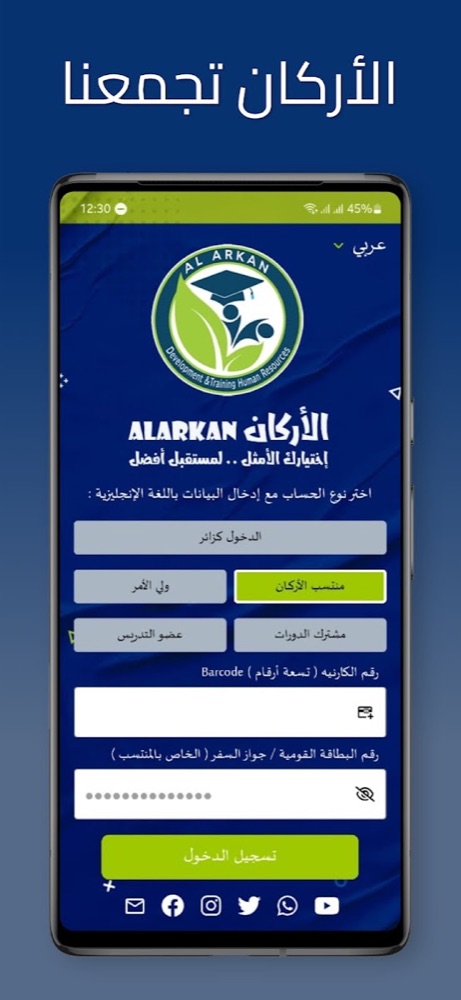 الأركان تجمعنا
12:30
45%
عربي
AL ARKAN
Development &Training Human Resources
الأركان ALARKAN
إختيارك الأمثل .. لمستقبل أفضل
اختر نوع الحساب مع إدخال البيانات باللغة الإنجليزية :
الدخول كزائر
منتسب الأركان
ولي الأمر
مشترك الدورات
عضو التدريس
رقم الكارنيه ( تسعة أرقام ) Barcode
رقم البطاقة القومية / جواز السفر ( الخاص بالمنتسب )
تسجيل الدخول